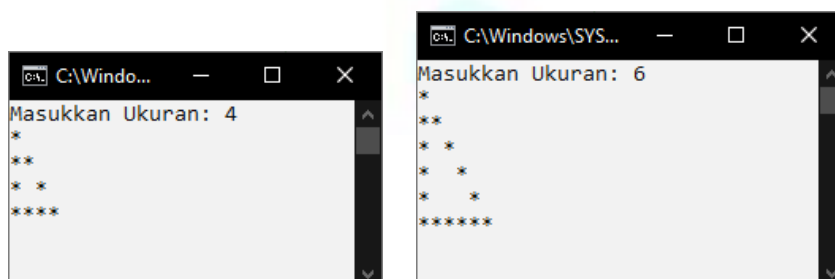 C:\Windo...
Masukkan Ukuran: 4
*
**
* *
****
C:\Windows\SYS...
Masukkan Ukuran: 6
*
**
* *
*  *
*   *
******